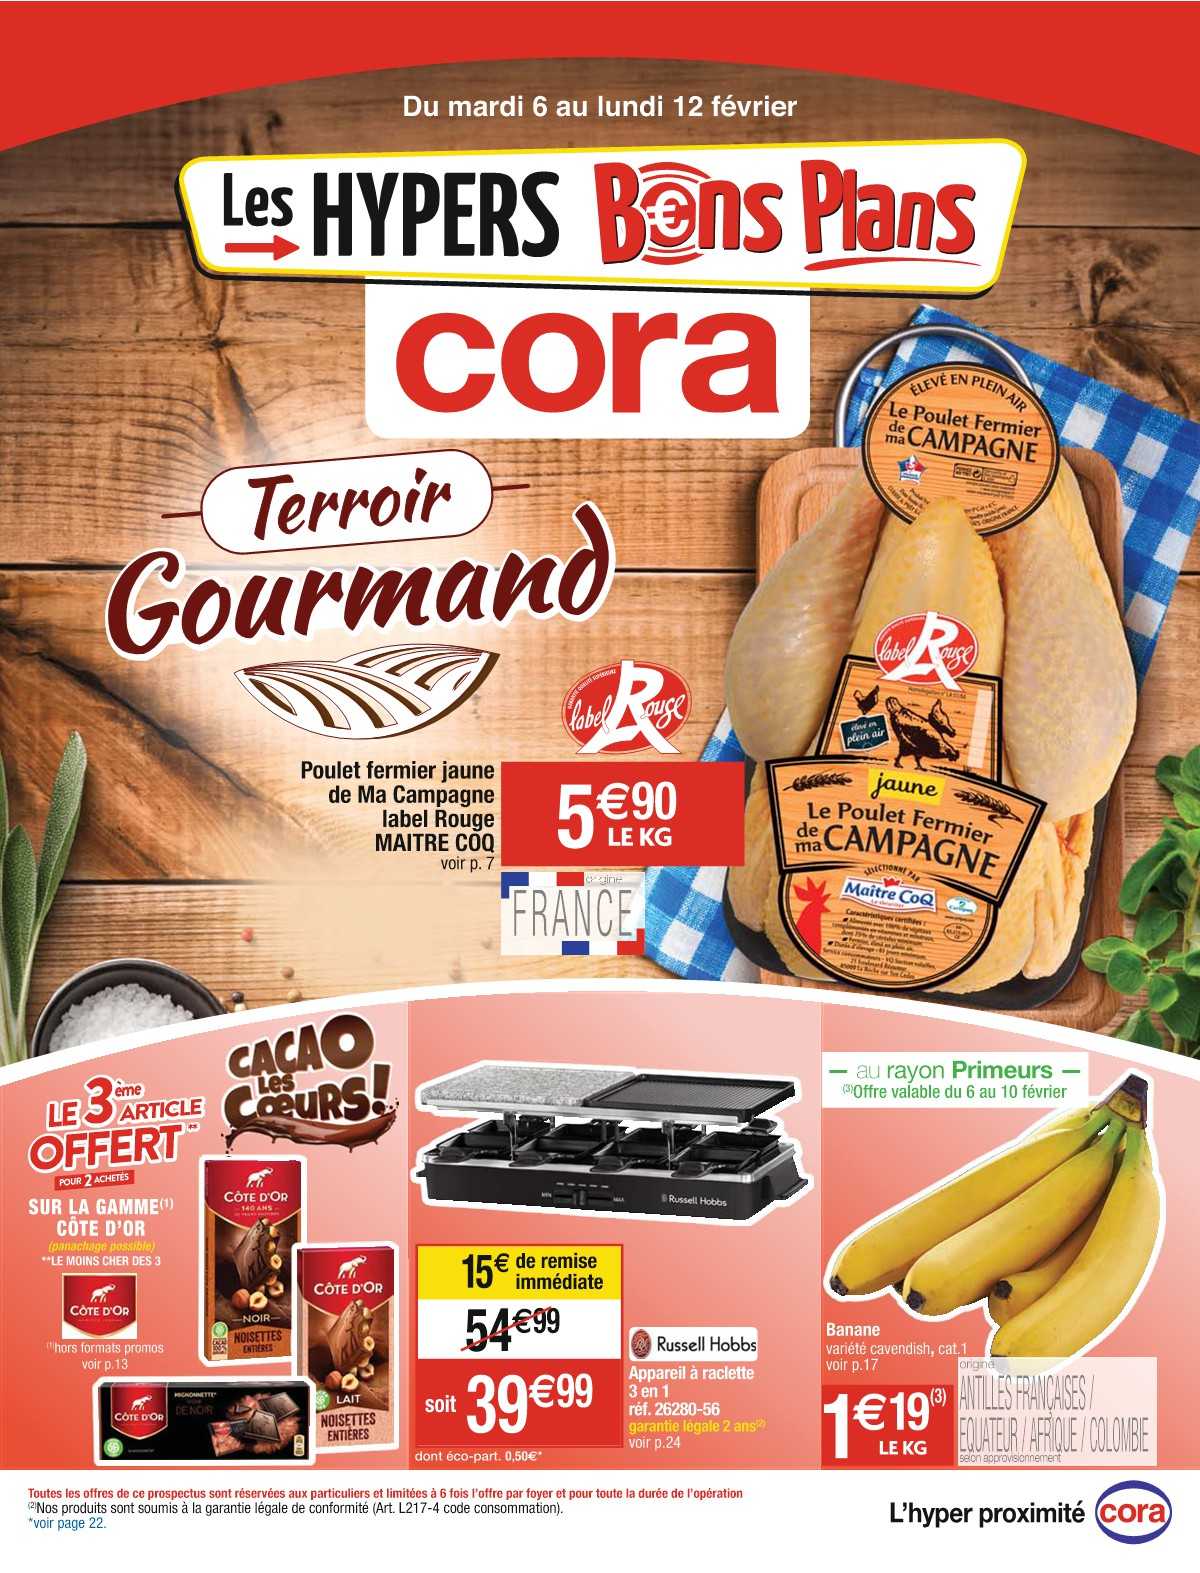 Du mardi 6 au lundi 12 février
Les HYPERS Bons Plans
cora
Terroir
Gourmand
ÉLEVÉ EN PLEIN AIR
Le Poulet Fermier
de ma CAMPAGNE
label Rouge
élevé en
plein air
jaune
Le Poulet Fermier
de ma CAMPAGNE
SÉLECTIONNÉ PAR
Maître CoQ
Caractéristiques certifiées :
label Rouge
Poulet fermier jaune
de Ma Campagne
label Rouge
MAITRE COQ
voir p. 7
5€90
LE KG
origine
FRANCE
CACAO
LES
CŒURS!
LE 3ème ARTICLE
OFFERT**
POUR 2 ACHETÉS
SUR LA GAMME(1)
CÔTE D'OR
(panachage possible)
**LE MOINS CHER DES 3
CÔTE D'OR
(1)hors formats promos
voir p.13
CÔTE D'OR
140 ANS
NOIR
NOISETTES
ENTIÈRES
CÔTE D'OR
LAIT
NOISETTES
ENTIÈRES
CÔTE D'OR
MIGNONNETTE
NOIR DE NOIR
MIN
MAX
Russell Hobbs
15€ de remise
immédiate
54€99
soit 39€99
dont éco-part. 0,50€*
Russell Hobbs
Appareil à raclette
3 en 1
réf. 26280-56
garantie légale 2 ans(2)
voir p.24
au rayon Primeurs
(3)Offre valable du 6 au 10 février
Banane
variété cavendish, cat.1
voir p.17
1€19(3)
LE KG
origine
ANTILLES FRANÇAISES /
EQUATEUR / AFRIQUE / COLOMBIE
selon approvisionnement
Toutes les offres de ce prospectus sont réservées aux particuliers et limitées à 6 fois l'offre par foyer et pour toute la durée de l'opération
(2)Nos produits sont soumis à la garantie légale de conformité (Art. L217-4 code consommation).
*voir page 22.
L'hyper proximité cora